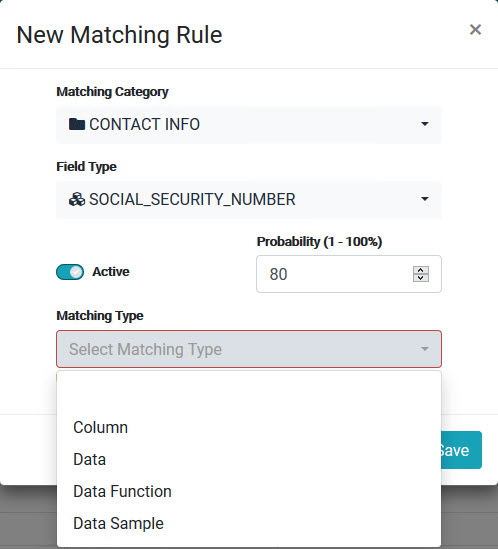 New Matching Rule
×
Matching Category
CONTACT INFO
Field Type
SOCIAL_SECURITY_NUMBER
Probability (1 - 100%)
Active
80
Matching Type
Select Matching Type
Column
Data
Data Function
Data Sample
Save